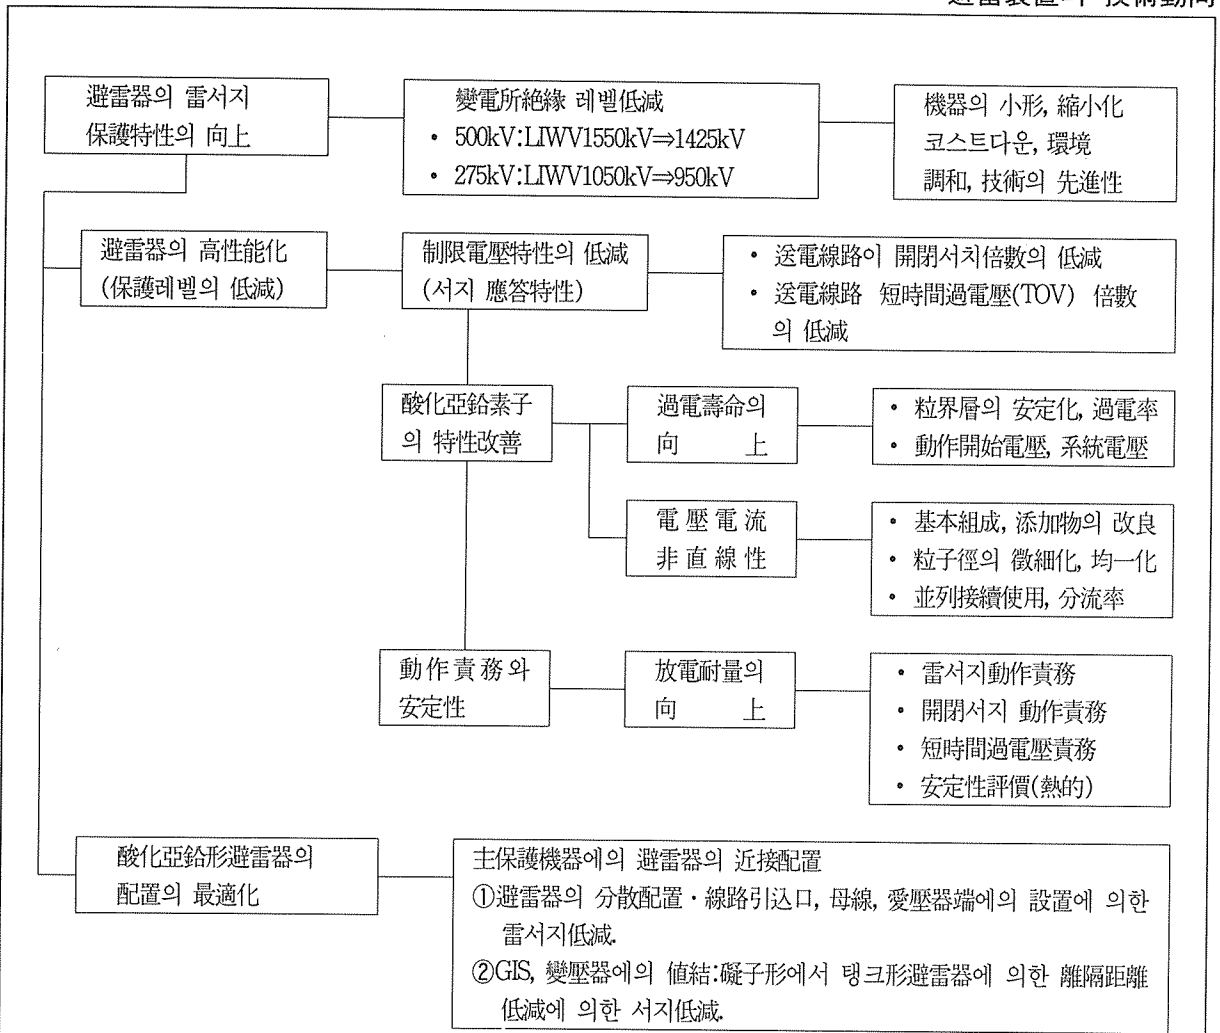 避雷裝置의 技術動向
避雷器의 雷서지
保護特性의 向上
變電所絶緣 레벨低減
• 500kV:LIWV1550kV⇒1425kV
• 275kV:LIWV1050kV⇒950kV
機器의 小形, 縮小化
코스트다운, 環境
調和, 技術의 先進性
避雷器의 高性能化
(保護레벨의 低減)
制限電壓特性의 低減
(서지 應答特性)
• 送電線路이 開閉서치倍數의 低減
• 送電線路 短時間過電壓(TOV) 倍數
의 低減
酸化亞鉛素子
의 特性改善
過電壽命의
向 上
• 粒界層의 安定化, 過電率
• 動作開始電壓, 系統電壓
電壓電流
非直線性
• 基本組成, 添加物의 改良
• 粒子徑의 微細化, 均一化
• 並列接續使用, 分流率
動作責務와
安定性
放電耐量의
向 上
• 雷서지動作責務
• 開閉서지 動作責務
• 短時間過電壓責務
• 安定性評價(熱的)
酸化亞鉛形避雷器의
配置의 最適化
主保護機器에의 避雷器의 近接配置
①避雷器의 分散配置·線路引込口, 母線, 愛壓器端에의 設置에 의한
雷서지低減.
②GIS, 變壓器에의 値結:礙子形에서 탱크形避雷器에 의한 離隔距離
低減에 의한 서지低減.